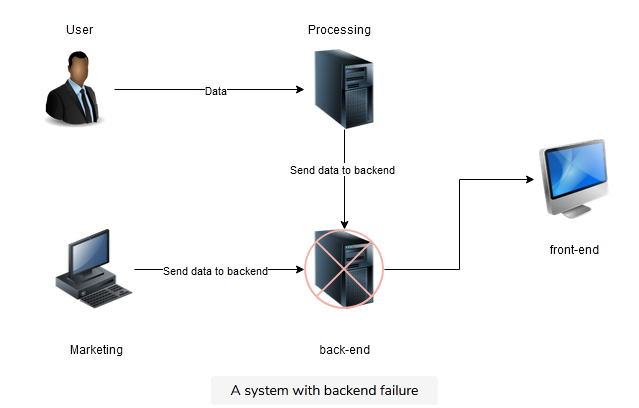 User
Processing
Data
Send data to backend
front-end
Send data to backend
Marketing
back-end
A system with backend failure